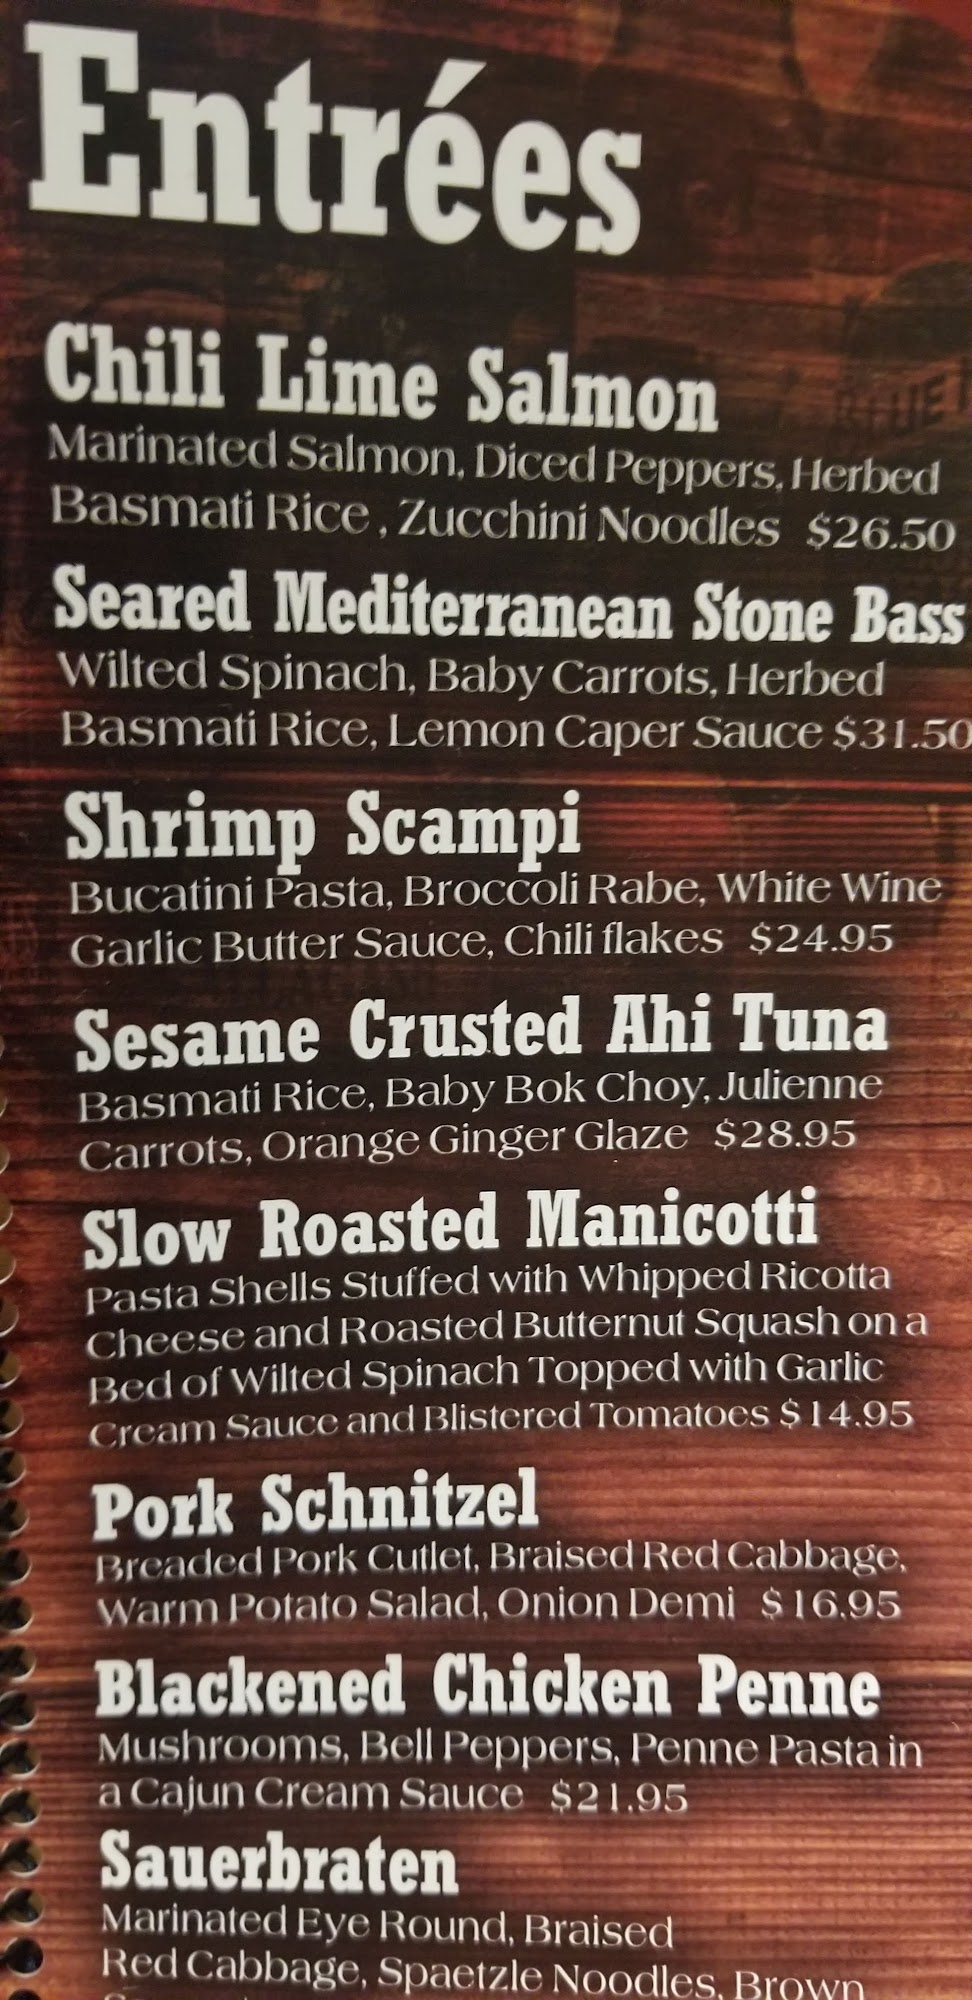 Entrées
Chili Lime Salmon
Marinated Salmon, Diced Peppers, Herbed
Basmati Rice , Zucchini Noodles $26.50
Seared Mediterranean Stone Bass
Wilted Spinach, Baby Carrots, Herbed
Basmati Rice, Lemon Caper Sauce $31.50
Shrimp Scampi
Bucatini Pasta, Broccoli Rabe, White Wine
Garlic Butter Sauce, Chili flakes $24.95
Sesame Crusted Ahi Tuna
Basmati Rice, Baby Bok Choy, Julienne
Carrots, Orange Ginger Glaze $28.95
Slow Roasted Manicotti
Pasta Shells Stuffed with Whipped Ricotta
Cheese and Roasted Butternut Squash on a
Bed of Wilted Spinach Topped with Garlic
Cream Sauce and Blistered Tomatoes $14.95
Pork Schnitzel
Breaded Pork Cutlet, Braised Red Cabbage,
Warm Potato Salad, Onion Demi $16.95
Blackened Chicken Penne
Mushrooms, Bell Peppers, Penne Pasta in
a Cajun Cream Sauce $21.95
Sauerbraten
Marinated Eye Round, Braised
Red Cabbage, Spaetzle Noodles, Brown